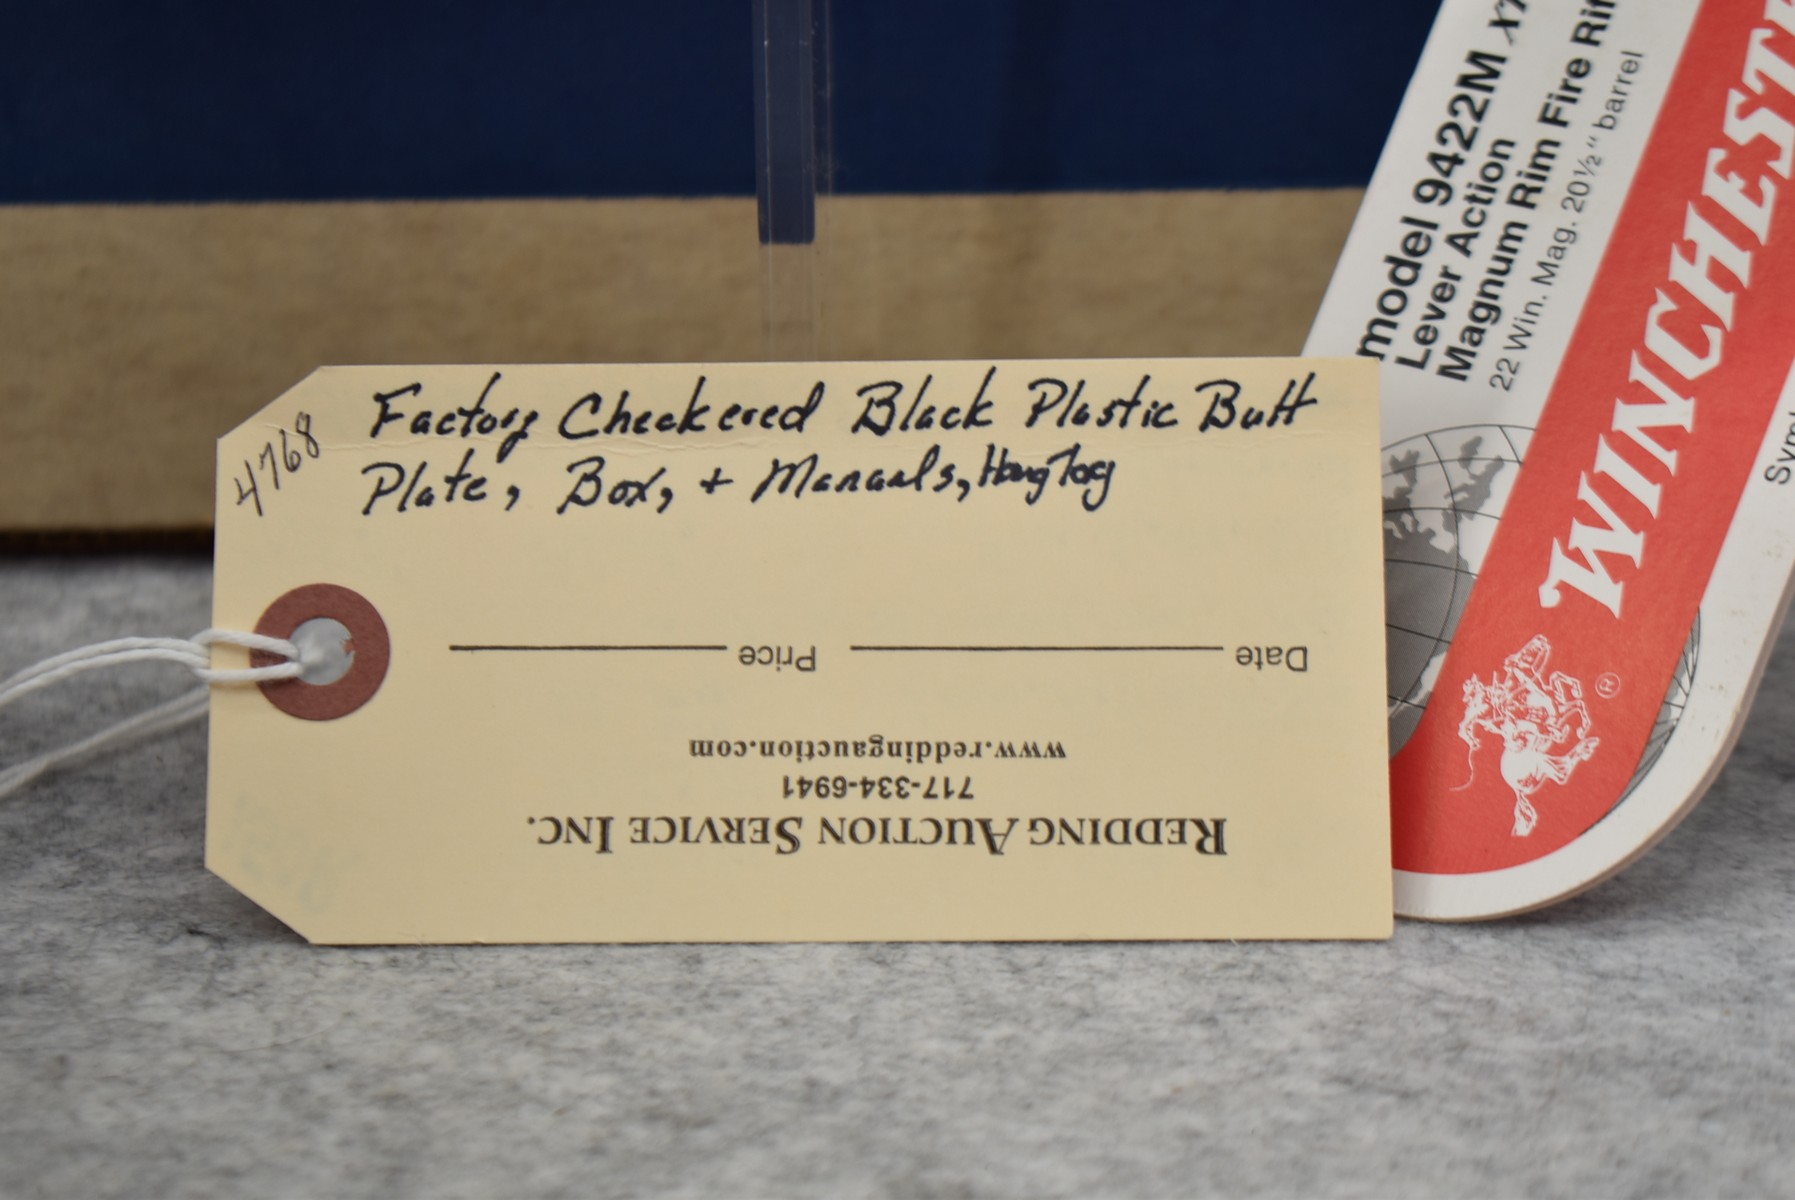 4768
Factory Checkered Black Plastic Butt
Plate, Box, + Manuals, Hang Tag
Date Price
www.reddingauction.com
717-334-6941
REDDING AUCTION SERVICE INC.
model 9422M
Lever Action
Magnum Rim Fire
22 Win. Mag. 20½" barrel
WINCHEST
®